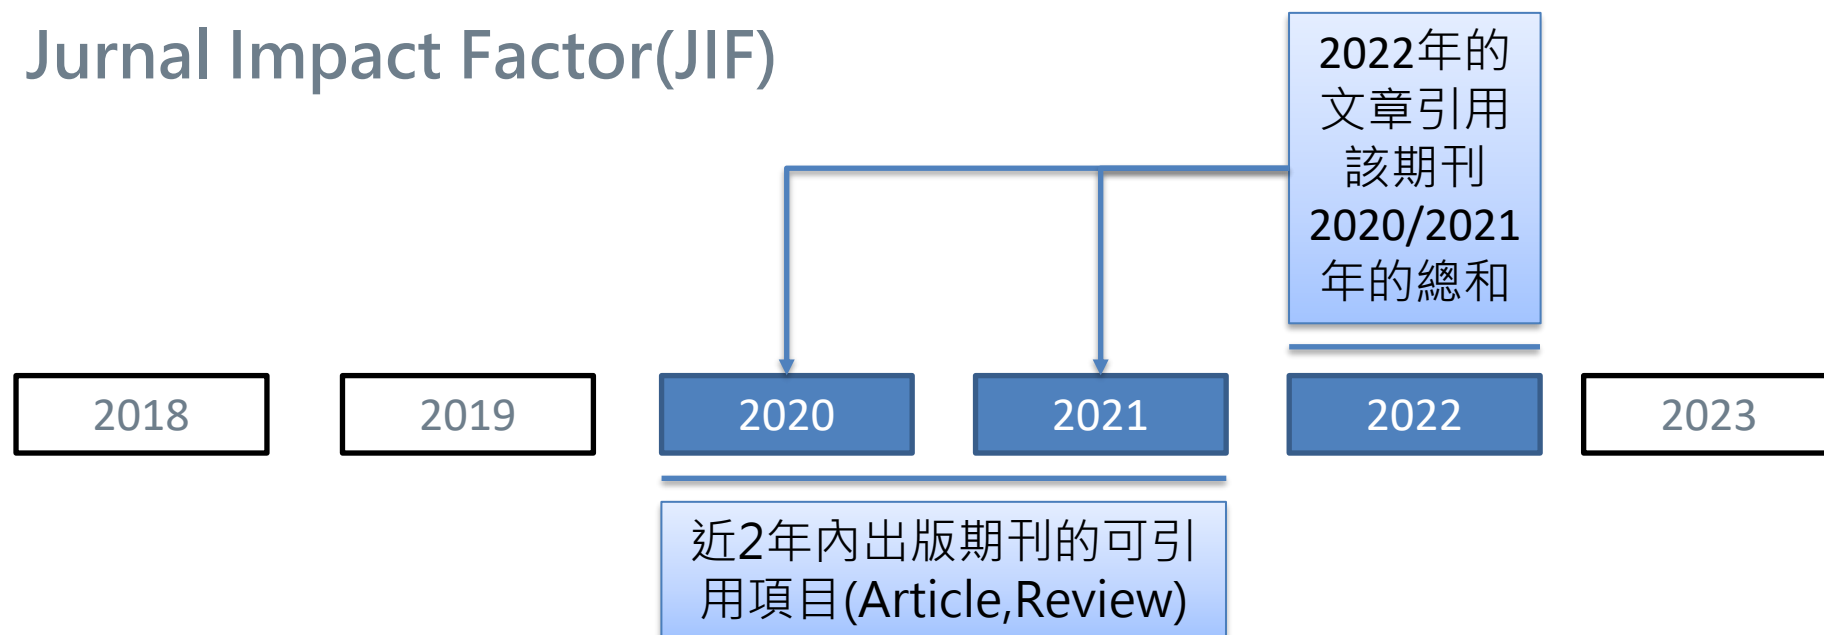 Jurnal Impact Factor(JIF)
2022年的
文章引用
該期刊
2020/2021
年的總和
2018
2019
2020
2021
2022
2023
近2年內出版期刊的可引
用項目(Article,Review)